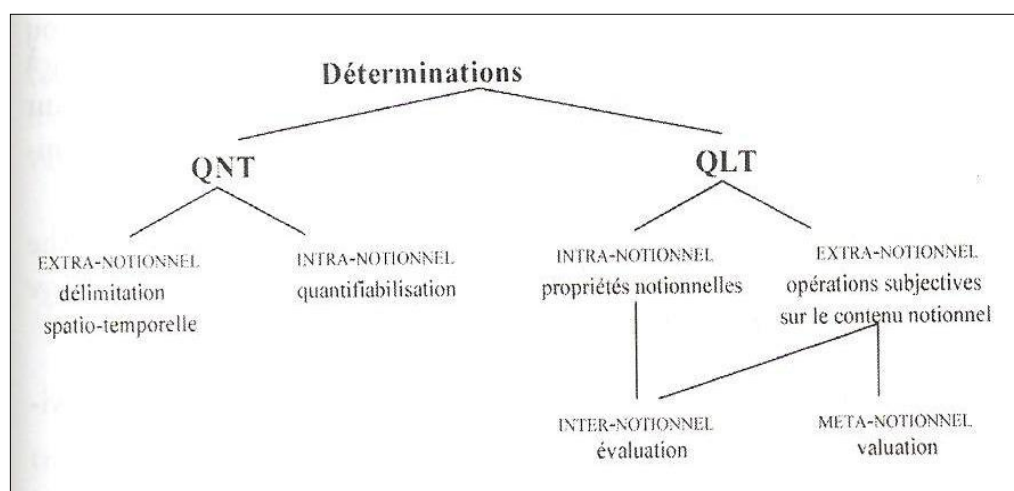 Déterminations
QNT
QLT
EXTRA-NOTIONNEL
délimitation
spatio-temporelle
INTRA-NOTIONNEL
quantifiabilisation
INTRA-NOTIONNEL
propriétés notionnelles
EXTRA-NOTIONNEL
opérations subjectives
sur le contenu notionnel
INTER-NOTIONNEL
évaluation
META-NOTIONNEL
valuation